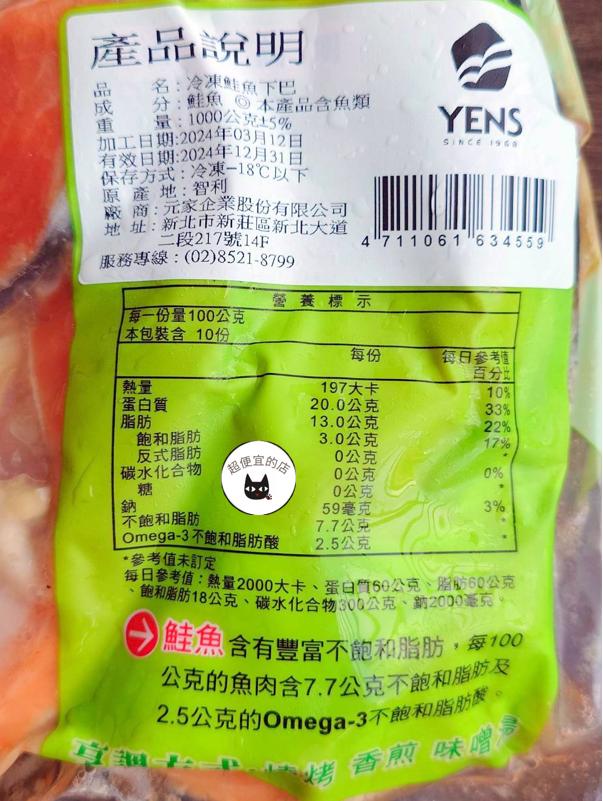 產品說明
品　　名:冷凍鮭魚下巴
成　　分:鮭魚 ◎ 本產品含魚類
重　　量:1000公克±5%
加工日期:2024年03月12日
有效日期:2024年12月31日
保存方式:冷凍-18℃以下
原 產 地:智利
廠　　商:元家企業股份有限公司
地　　址:新北市新莊區新北大道
二段217號14F
服務專線:(02)8521-8799
YENS
SINCE 1968
4 711061 634559
營養標示
每一份量100公克
本包裝含 10份
每份 每日參考值
百分比
熱量 197大卡 10%
蛋白質 20.0公克 33%
脂肪 13.0公克 22%
飽和脂肪 3.0公克 17%
反式脂肪 0公克 *
碳水化合物 0公克 0%
糖 0公克 *
鈉 59毫克 3%
不飽和脂肪 7.7公克 *
Omega-3不飽和脂肪酸 2.5公克 *
超便宜的店
*參考值未訂定
每日參考值:熱量2000大卡、蛋白質60公克、脂肪60公克
、飽和脂肪18公克、碳水化合物300公克、鈉2000毫克。
鮭魚含有豐富不飽和脂肪,每100
公克的魚肉含7.7公克不飽和脂肪及
2.5公克的Omega-3不飽和脂肪酸。
烹調方式:燒烤 香煎 味噌